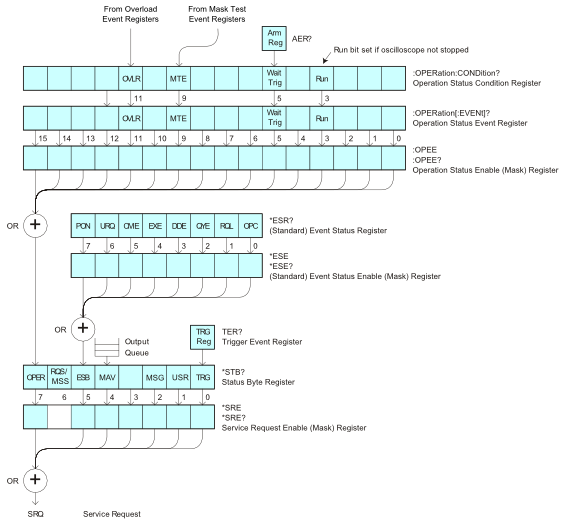 From Overload
Event Registers
From Mask Test
Event Registers
Arm
Reg
AER?
Run bit set if oscilloscope not stopped
OVLR
MTE
Wait
Trig
Run
:OPERation:CONDition?
Operation Status Condition Register
11
9
5
3
OVLR
MTE
Wait
Trig
Run
:OPERation[:EVENt]?
Operation Status Event Register
15 14 13 12 11 10 9 8 7 6 5 4 3 2 1 0
:OPEE
:OPEE?
Operation Status Enable (Mask) Register
OR
+
PON URQ CME EXE DDE QYE RQL OPC
*ESR?
(Standard) Event Status Register
7 6 5 4 3 2 1 0
*ESE
*ESE?
(Standard) Event Status Enable (Mask) Register
OR
+
Output
Queue
TRG
Reg
TER?
Trigger Event Register
OPER
RQS/
MSS
ESB
MAV
MSG
USR
TRG
*STB?
Status Byte Register
7 6 5 4 3 2 1 0
*SRE
*SRE?
Service Request Enable (Mask) Register
OR
+
SRQ
Service Request